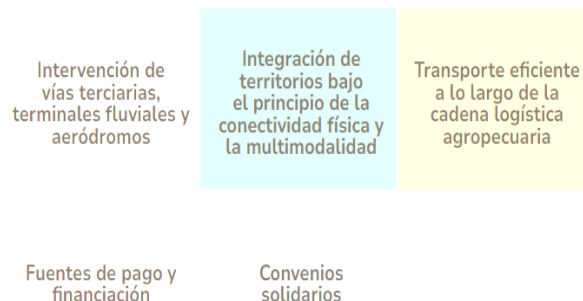 Intervención de
vías terciarias,
terminales fluviales y
aeródromos
Integración de
territorios bajo
el principio de la
conectividad física y
la multimodalidad
Transporte eficiente
a lo largo de la
cadena logística
agropecuaria
Fuentes de pago y
financiación
Convenios
solidarios